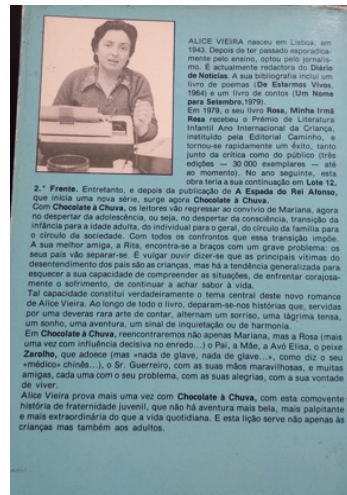 ALICE VIEIRA nasceu em Lisboa, em
1943. Depois de ter passado esporadica-
mente pelo ensino, optou pelo jornalis-
mo. É actualmente redactora do Diário
de Notícias. A sua bibliografia inclui um
livro de poemas (De Estarmos Vivos,
1964) e um livro de contos (Um Nome
para Setembro,1979).
Em 1979, o seu livro Rosa, Minha Irmã
Rosa recebeu o Prémio de Literatura
Infantil Ano Internacional da Criança,
instituído pela Editorial Caminho, e
tornou-se rapidamente um êxito, tanto
junto da crítica como do público (três
edições — 30 000 exemplares — até
ao momento). No ano seguinte, esta
obra teria a sua continuação em Lote 12,
2.º Frente. Entretanto, e depois da publicação de A Espada do Rei Afonso,
que inicia uma nova série, surge agora Chocolate à Chuva.
Com Chocolate à Chuva, os leitores vão regressar ao convívio de Mariana, agora
no despertar da adolescência, ou seja, no despertar da consciência, transição da
infância para a idade adulta, do individual para o geral, do círculo da família para
o círculo da sociedade. Com todos os confrontos que essa transição impõe.
A sua melhor amiga, a Rita, encontra-se a braços com um grave problema: os
seus pais vão separar-se. É vulgar ouvir dizer-se que as principais vítimas do
desentendimento dos pais são as crianças, mas há a tendência generalizada para
esquecer a sua capacidade de compreender as situações, de enfrentar corajosa-
mente o sofrimento, de continuar a achar sabor à vida.
Tal capacidade constitui verdadeiramente o tema central deste novo romance
de Alice Vieira. Ao longo de todo o livro, deparam-se-nos histórias que, servidas
por uma deveras rara arte de contar, alternam um sorriso, uma lágrima tensa,
um sonho, uma aventura, um sinal de inquietação ou de harmonia.
Em Chocolate à Chuva, reencontraremos não apenas Mariana, mas a Rosa (mais
uma vez com influência decisiva no enredo...) o Pai, a Mãe, a Avó Elisa, o peixe
Zarolho, que adoece (mas «nada de glave, nada de glave...», como diz o seu
«médico» chinês...), o Sr. Guerreiro, com as suas mãos maravilhosas, e muitas
amigas, cada uma com o seu problema, com as suas alegrias, com a sua vontade
de viver.
Alice Vieira prova mais uma vez com Chocolate à Chuva, com esta comovente
história de fraternidade juvenil, que não há aventura mais bela, mais palpitante
e mais extraordinária do que a vida quotidiana. E esta lição serve não apenas às
crianças mas também aos adultos.